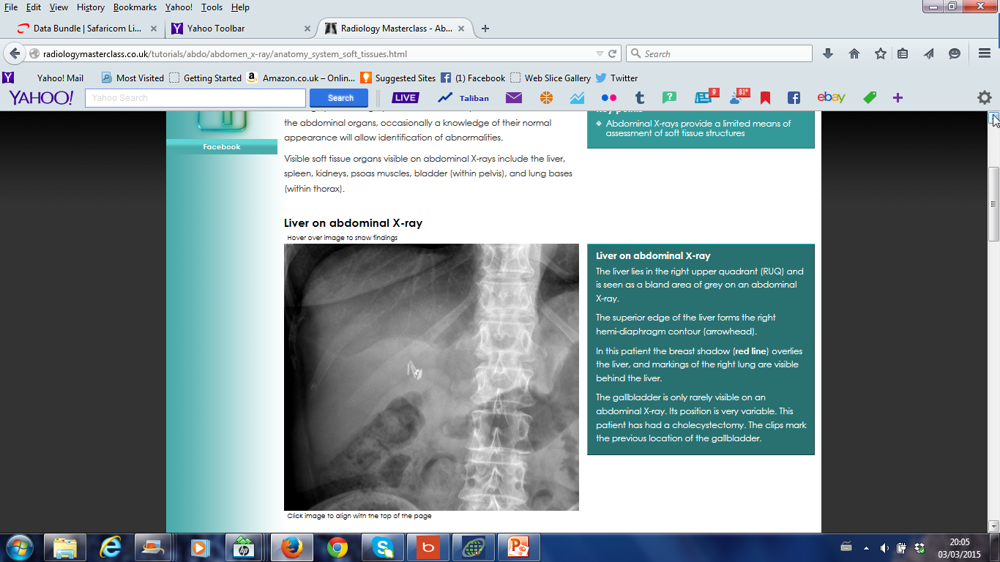 File Edit View History Bookmarks Yahoo! Tools Help
Data Bundle | Safaricom Li... Yahoo Toolbar Radiology Masterclass - Ab...
radiologymasterclass.co.uk/tutorials/abdo/abdomen_x-ray/anatomy_system_soft_tissues.html Search
Yahoo! Mail Most Visited Getting Started Amazon.co.uk – Onlin... Suggested Sites (1) Facebook Web Slice Gallery Twitter
YAHOO! Yahoo Search Search LIVE Taliban 9 81° ebay
the abdominal organs, occasionally a knowledge of their normal
appearance will allow identification of abnormalities.
Visible soft tissue organs visible on abdominal X-rays include the liver,
spleen, kidneys, psoas muscles, bladder (within pelvis), and lung bases
(within thorax).
Abdominal X-rays provide a limited means of
assessment of soft tissue structures
Facebook
Liver on abdominal X-ray
Hover over image to show findings
Liver on abdominal X-ray
The liver lies in the right upper quadrant (RUQ) and
is seen as a bland area of grey on an abdominal
X-ray.
The superior edge of the liver forms the right
hemi-diaphragm contour (arrowhead).
In this patient the breast shadow (red line) overlies
the liver, and markings of the right lung are visible
behind the liver.
The gallbladder is only rarely visible on an
abdominal X-ray. Its position is very variable. This
patient has had a cholecystectomy. The clips mark
the previous location of the gallbladder.
Click image to align with the top of the page
20:05
03/03/2015